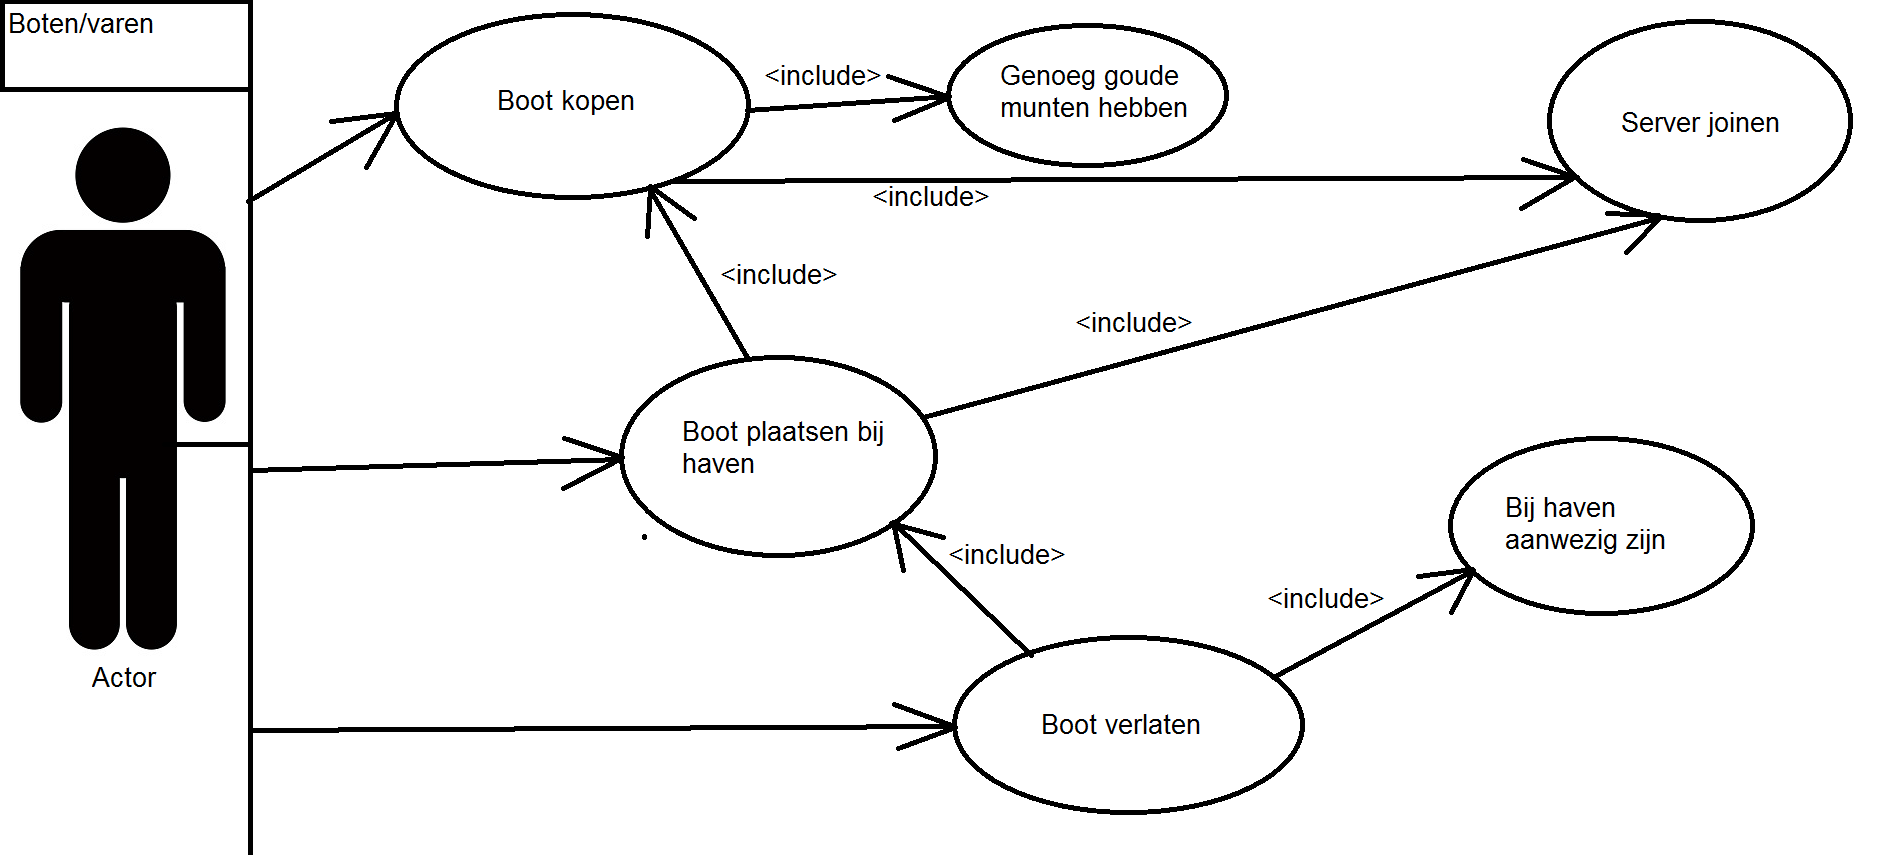 Boten/varen
Boot kopen
<include>
Genoeg goude
munten hebben
Server joinen
<include>
<include>
<include>
Boot plaatsen bij
haven
Bij haven
aanwezig zijn
<include>
<include>
Actor
Boot verlaten